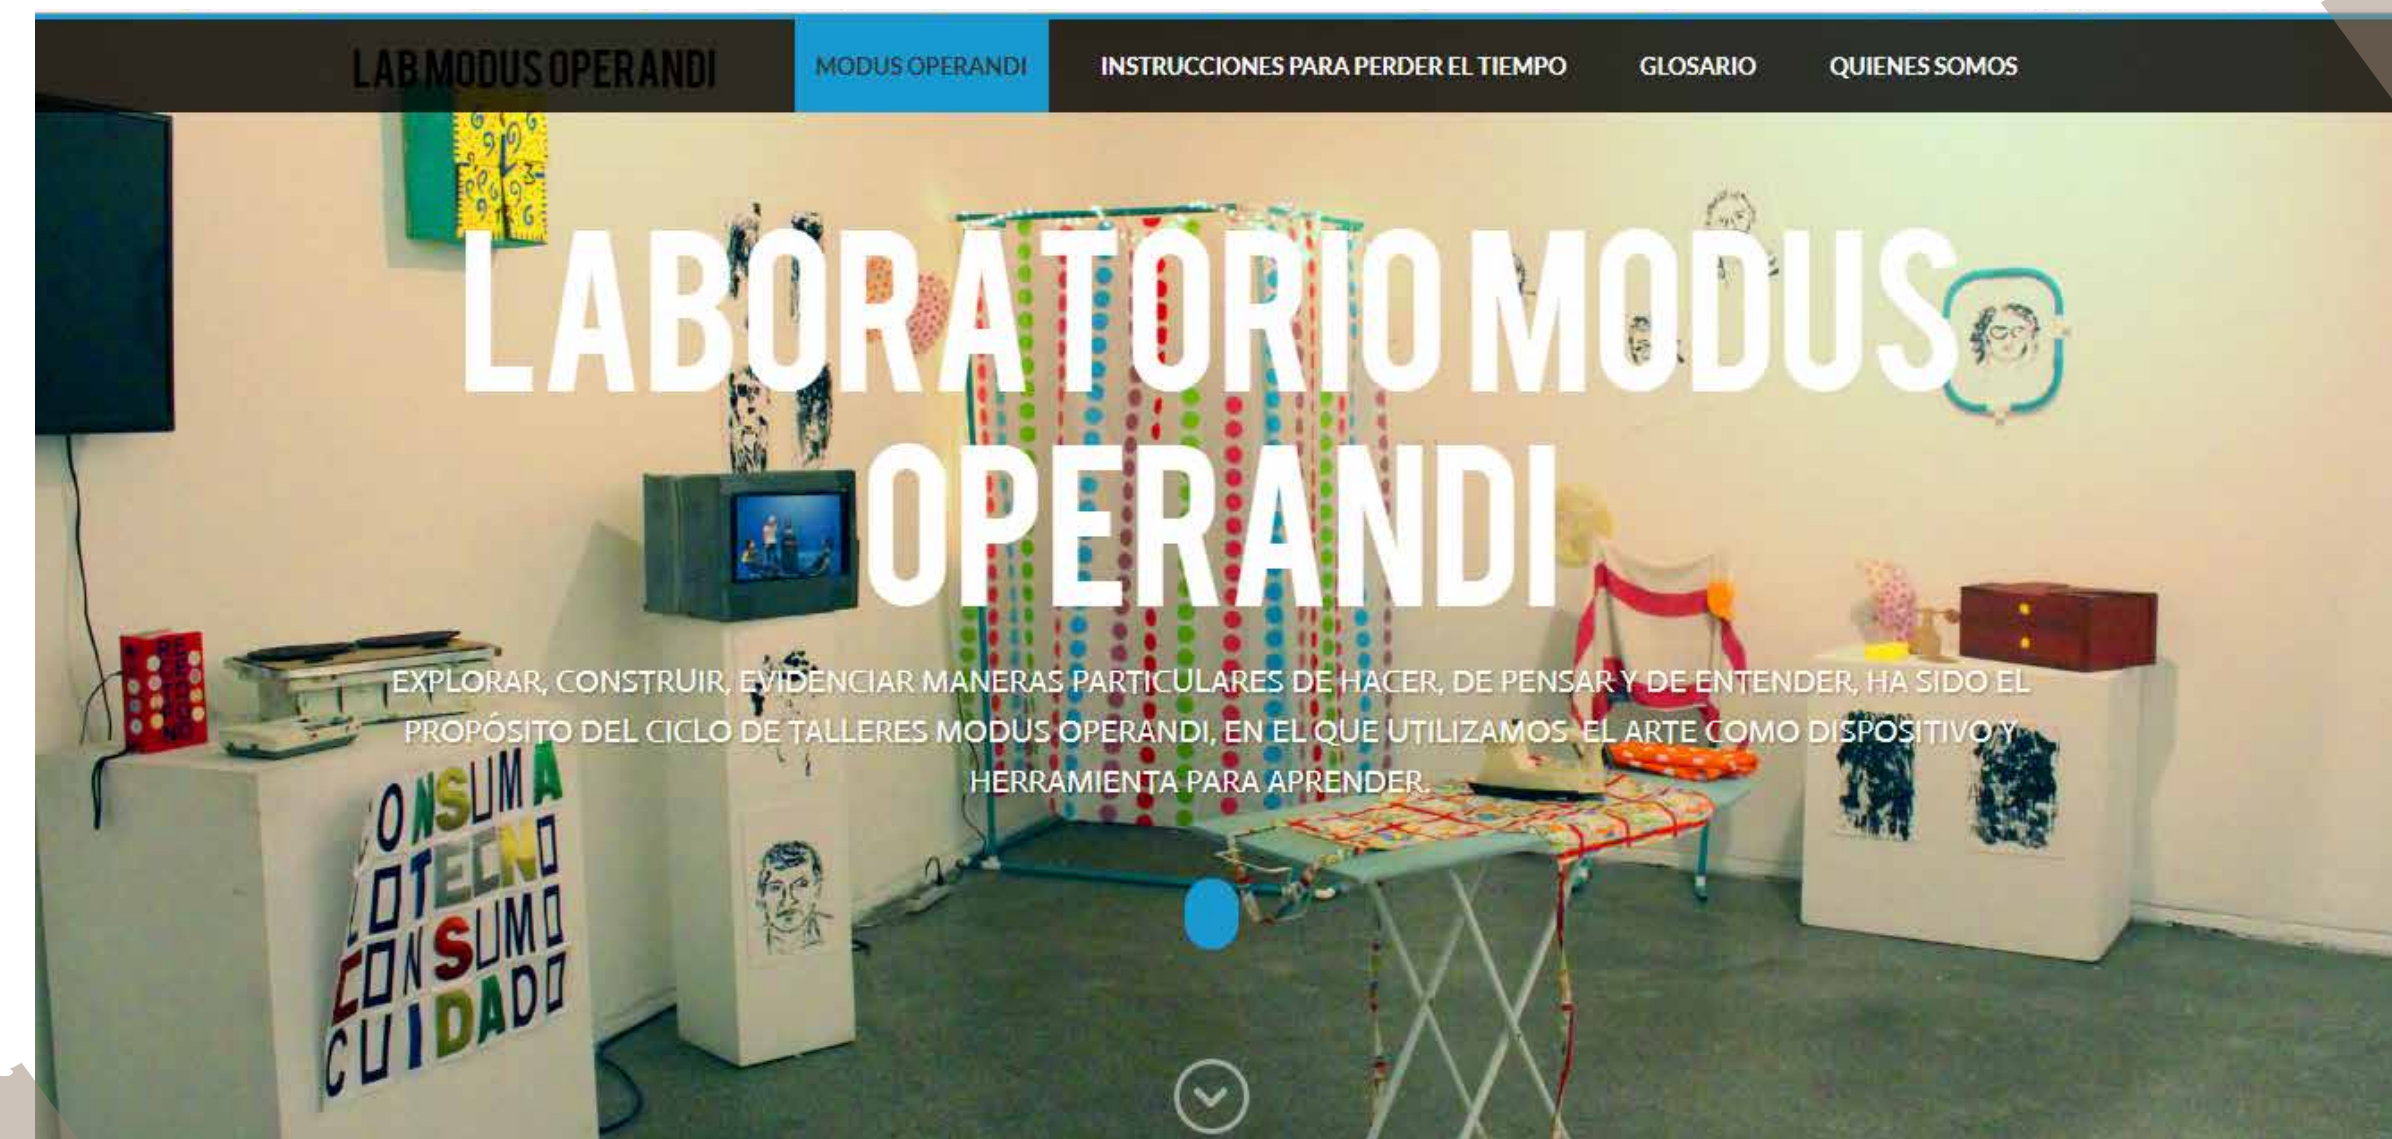 LAB MODUS OPERANDI
MODUS OPERANDI
INSTRUCCIONES PARA PERDER EL TIEMPO
GLOSARIO
QUIENES SOMOS
LABORATORIO MODUS
OPERANDI
EXPLORAR, CONSTRUIR, EVIDENCIAR MANERAS PARTICULARES DE HACER, DE PENSAR Y DE ENTENDER, HA SIDO EL
PROPÓSITO DEL CICLO DE TALLERES MODUS OPERANDI, EN EL QUE UTILIZAMOS EL ARTE COMO DISPOSITIVO Y
HERRAMIENTA PARA APRENDER.
CONSUMA
LO TECNO
CONSUMO
CUIDADO